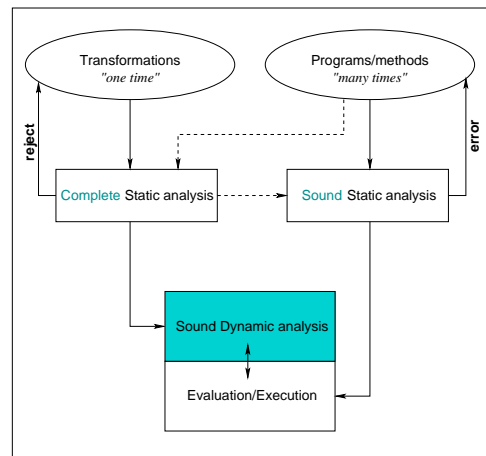 Transformations
"one time"
Programs/methods
"many times"
reject
error
Complete Static analysis
Sound Static analysis
Sound Dynamic analysis
Evaluation/Execution